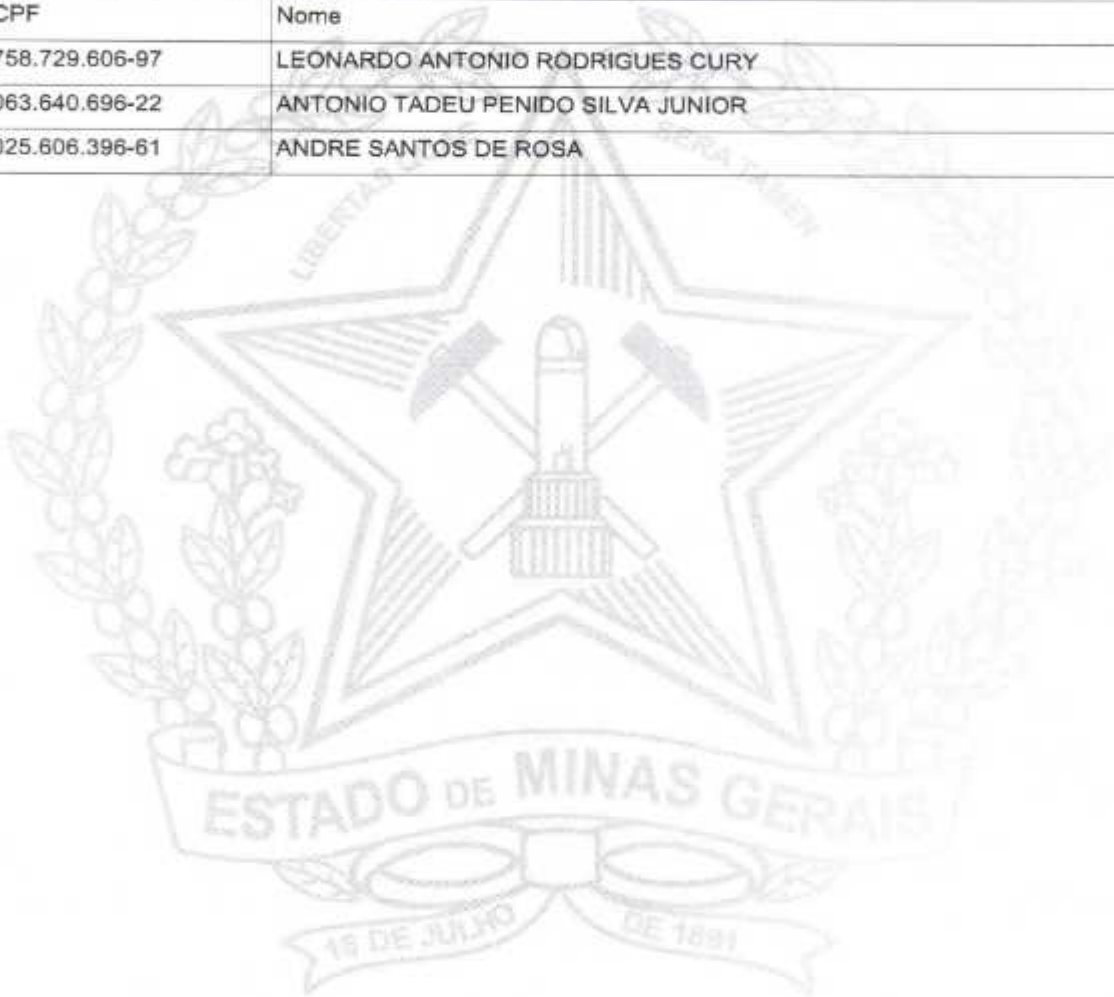 CPF Nome
758.729.606-97 LEONARDO ANTONIO RODRIGUES CURY
063.640.696-22 ANTONIO TADEU PENIDO SILVA JUNIOR
025.606.396-61 ANDRE SANTOS DE ROSA
LIBERTAS SERA TAMEN
ESTADO DE MINAS GERAIS
15 DE JULHO DE 1891